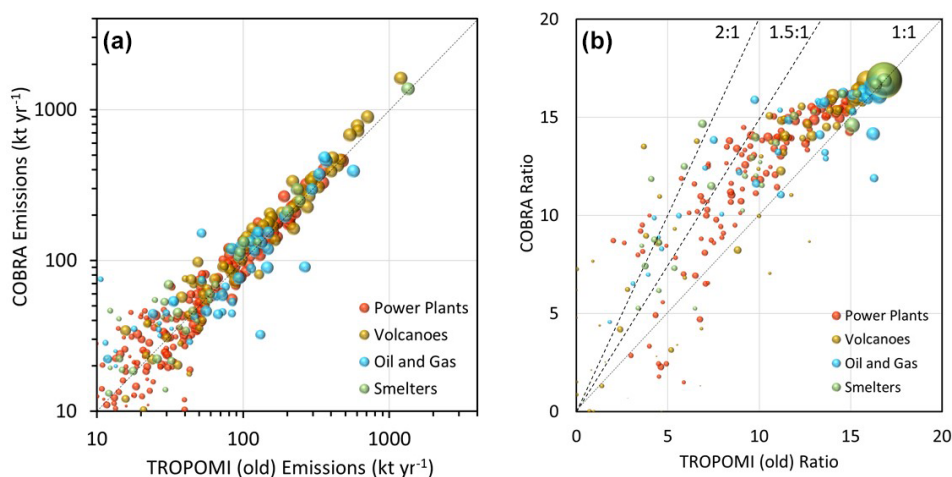 (a)
1000
100
10
10
100
1000
COBRA Emissions (kt yr⁻¹)
TROPOMI (old) Emissions (kt yr⁻¹)
Power Plants
Volcanoes
Oil and Gas
Smelters
(b)
2:1
1.5:1
1:1
20
15
10
5
0
0
5
10
15
20
COBRA Ratio
TROPOMI (old) Ratio
Power Plants
Volcanoes
Oil and Gas
Smelters